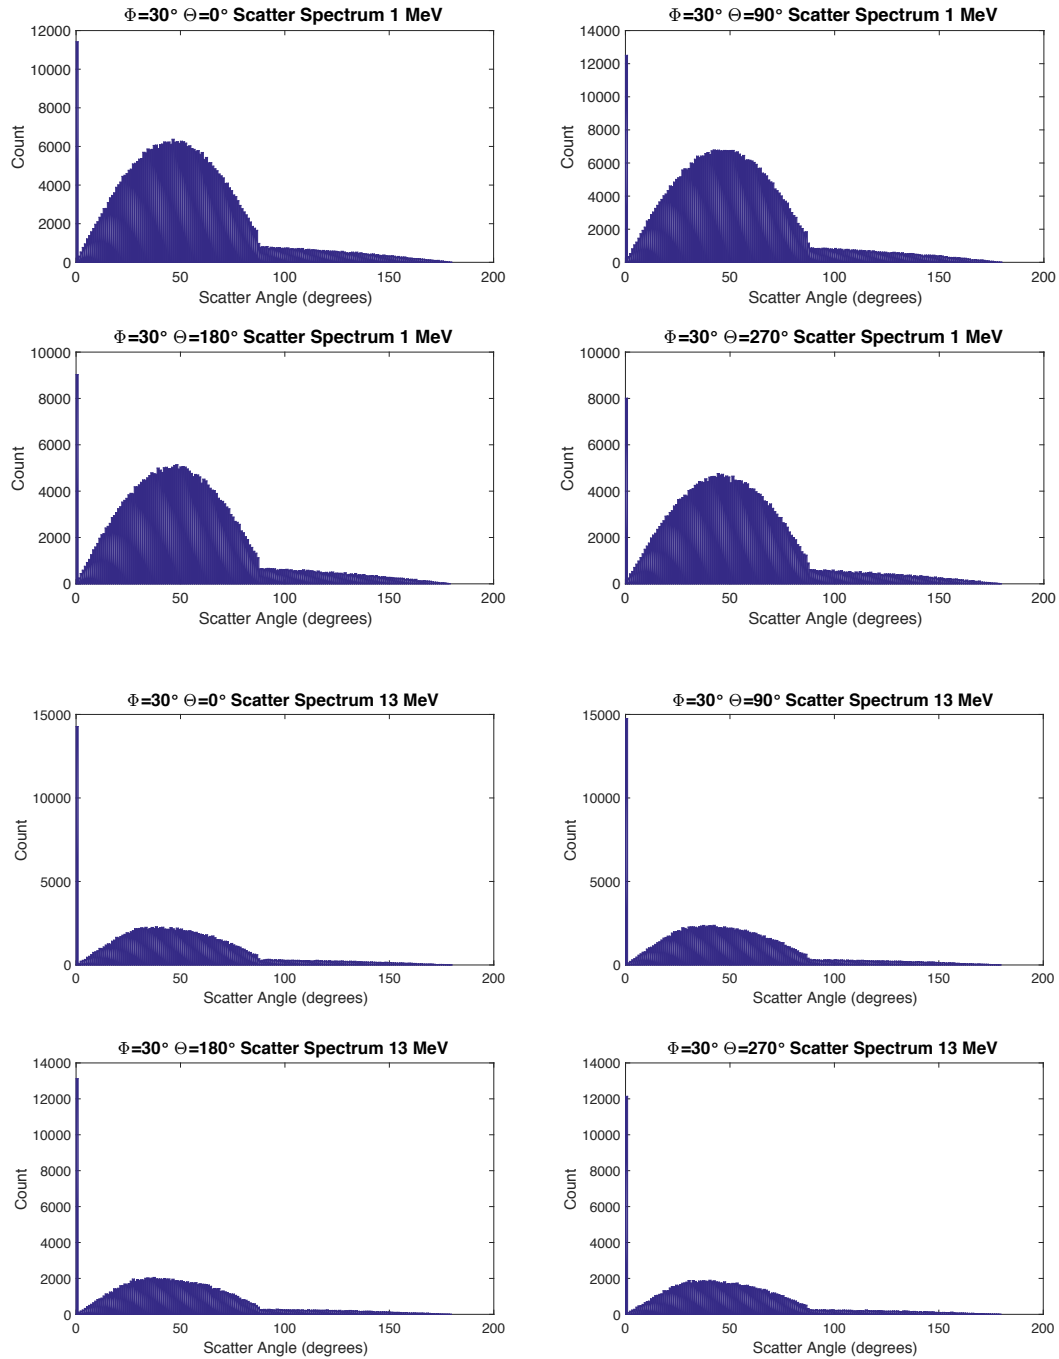 Φ=30° Θ=0° Scatter Spectrum 1 MeV
12000
10000
8000
6000
4000
2000
0
Count
0 50 100 150 200
Scatter Angle (degrees)
Φ=30° Θ=90° Scatter Spectrum 1 MeV
14000
12000
10000
8000
6000
4000
2000
0
Count
0 50 100 150 200
Scatter Angle (degrees)
Φ=30° Θ=180° Scatter Spectrum 1 MeV
10000
8000
6000
4000
2000
0
Count
0 50 100 150 200
Scatter Angle (degrees)
Φ=30° Θ=270° Scatter Spectrum 1 MeV
10000
8000
6000
4000
2000
0
Count
0 50 100 150 200
Scatter Angle (degrees)
Φ=30° Θ=0° Scatter Spectrum 13 MeV
15000
10000
5000
0
Count
0 50 100 150 200
Scatter Angle (degrees)
Φ=30° Θ=90° Scatter Spectrum 13 MeV
15000
10000
5000
0
Count
0 50 100 150 200
Scatter Angle (degrees)
Φ=30° Θ=180° Scatter Spectrum 13 MeV
14000
12000
10000
8000
6000
4000
2000
0
Count
0 50 100 150 200
Scatter Angle (degrees)
Φ=30° Θ=270° Scatter Spectrum 13 MeV
14000
12000
10000
8000
6000
4000
2000
0
Count
0 50 100 150 200
Scatter Angle (degrees)